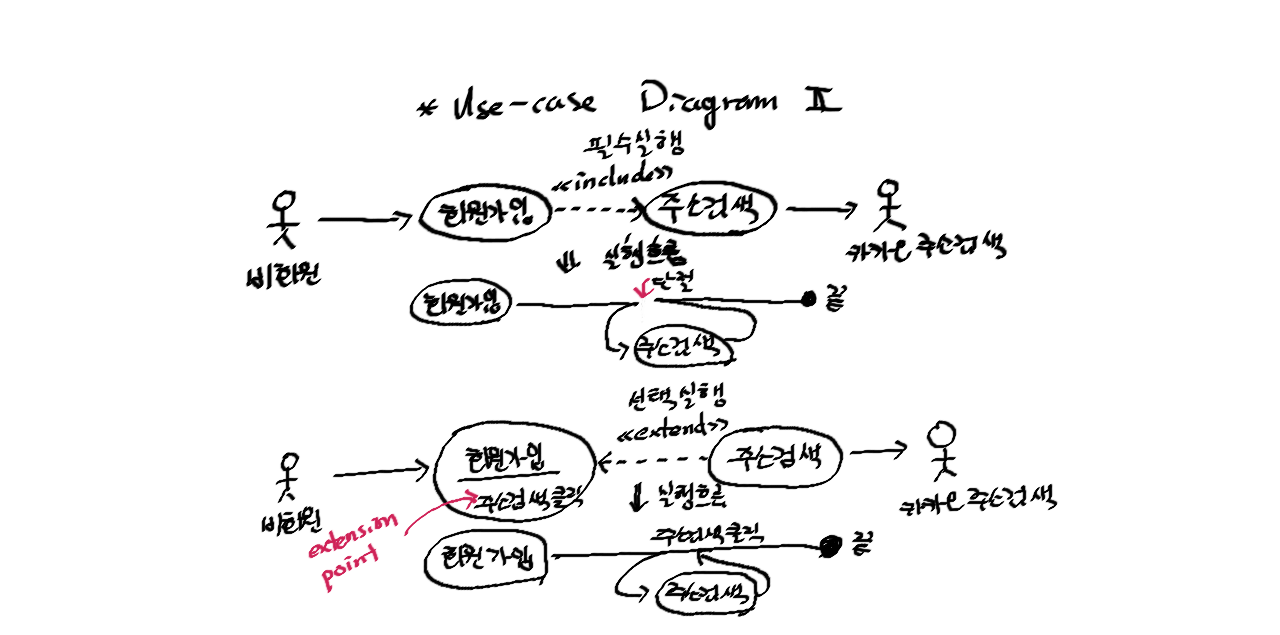 * Use-case Diagram II
필수실행
<<include>>
회원가입
주소검색
비회원
카카오 주소검색
실행흐름
단절
회원가입
끝
주소검색
선택실행
<<extend>>
회원가입
주소검색
주소검색클릭
비회원
카카오 주소검색
실행흐름
extension point
주소검색클릭
회원가입
끝
주소검색